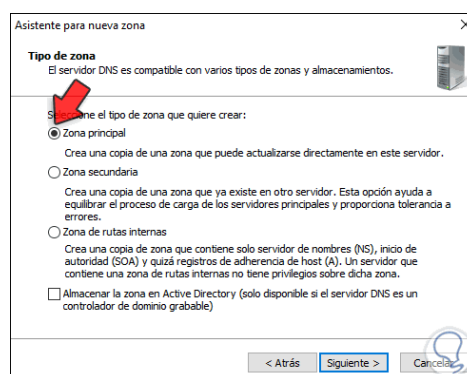 Asistente para nueva zona
Tipo de zona
El servidor DNS es compatible con varios tipos de zonas y almacenamientos.
el tipo de zona que quiere crear:
Zona principal
Crea una copia de una zona que puede actualizarse directamente en este servidor.
Zona secundaria
Crea una copia de una zona que ya existe en otro servidor. Esta opción ayuda a
equilibrar el proceso de carga de los servidores principales y proporciona tolerancia a
errores.
Zona de rutas internas
Crea una copia de zona que contiene solo servidor de nombres (NS), inicio de
autoridad (SOA) y quizá registros de adherencia de host (A). Un servidor que
contiene una zona de rutas internas no tiene privilegios sobre dicha zona.
Almacenar la zona en Active Directory (solo disponible si el servidor DNS es un
controlador de dominio grabable)
< Atrás Siguiente > Cancelar